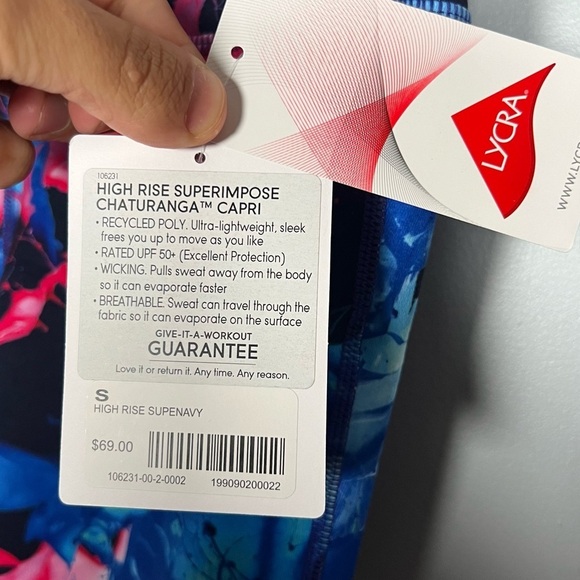 106231
HIGH RISE SUPERIMPOSE
CHATURANGA™ CAPRI
• RECYCLED POLY. Ultra-lightweight, sleek
frees you up to move as you like
• RATED UPF 50+ (Excellent Protection)
• WICKING. Pulls sweat away from the body
so it can evaporate faster
• BREATHABLE. Sweat can travel through the
fabric so it can evaporate on the surface
GIVE-IT-A-WORKOUT
GUARANTEE
Love it or return it. Any time. Any reason.
S
HIGH RISE SUPENAVY
$69.00
106231-00-2-0002 199090200022
LYCRA®